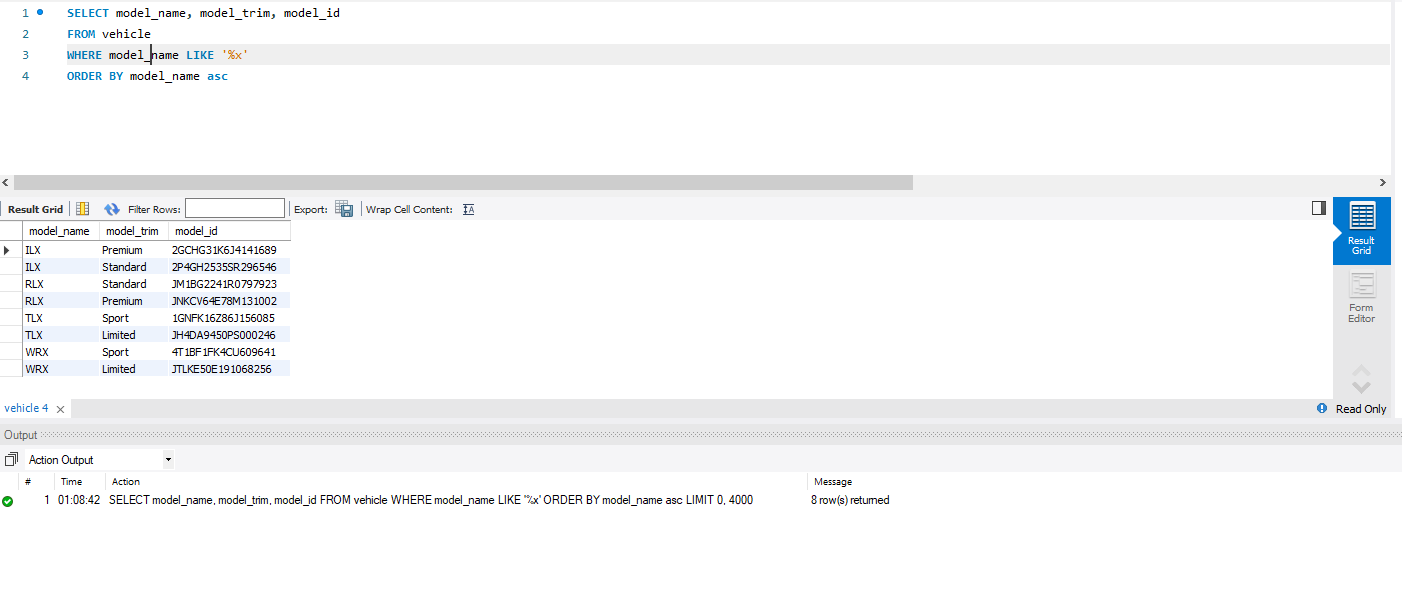 1 SELECT model_name, model_trim, model_id
2 FROM vehicle
3 WHERE model_name LIKE '%x'
4 ORDER BY model_name asc
Result Grid Filter Rows: Export: Wrap Cell Content: IA
model_name model_trim model_id
ILX Premium 2GCHG31K6J4141689
ILX Standard 2P4GH2535SR296546
RLX Standard JM1BG2241R0797923
RLX Premium JNKCV64E78M131002
TLX Sport 1GNFK16Z86J156085
TLX Limited JH4DA9450PS000246
WRX Sport 4T1BF1FK4CU609641
WRX Limited JTLKE50E191068256
Result
Grid
Form
Editor
vehicle 4
Read Only
Output
Action Output
# Time Action Message
1 01:08:42 SELECT model_name, model_trim, model_id FROM vehicle WHERE model_name LIKE '%x' ORDER BY model_name asc LIMIT 0, 4000 8 row(s) returned